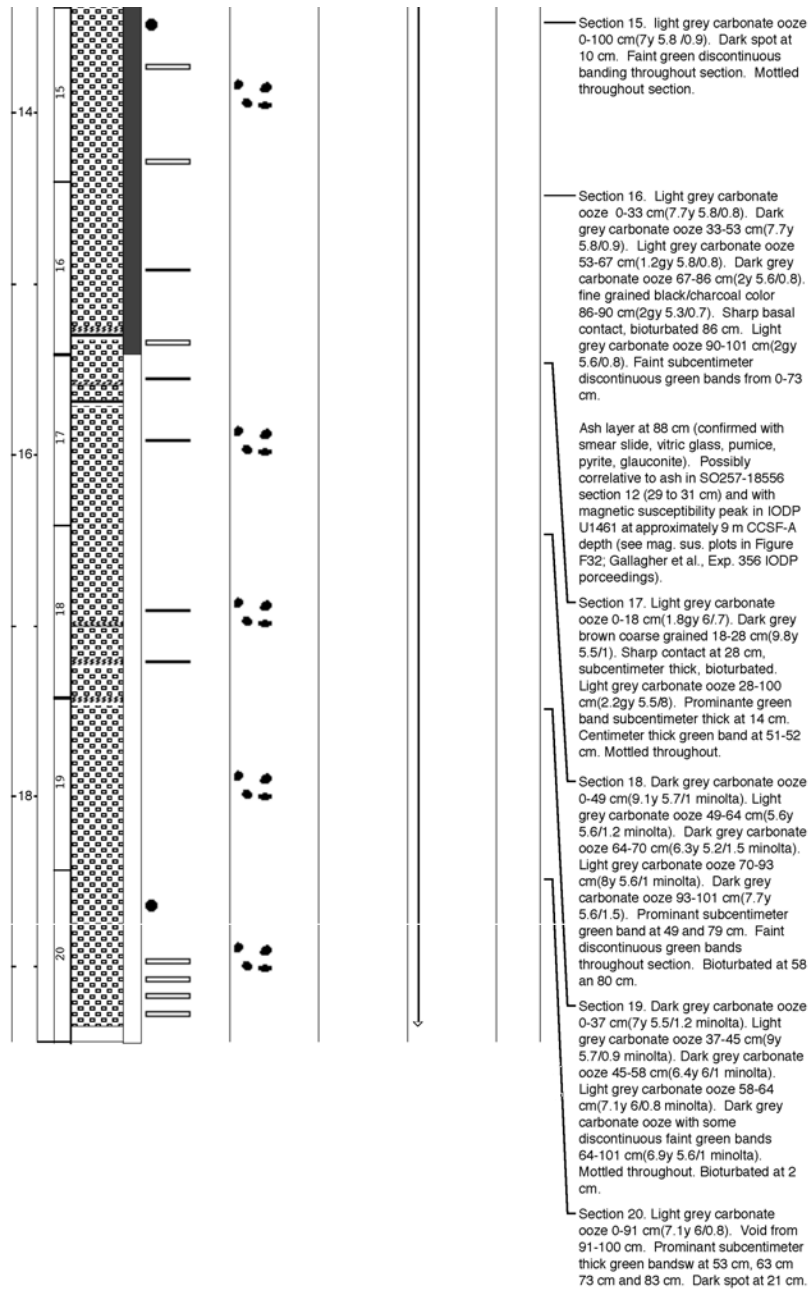 15
-14-
16
17
-16-
18
19
-18-
20
Section 15. light grey carbonate ooze
0-100 cm(7y 5.8 /0.9). Dark spot at
10 cm. Faint green discontinuous
banding throughout section. Mottled
throughout section.
Section 16. Light grey carbonate
ooze 0-33 cm(7.7y 5.8/0.8). Dark
grey carbonate ooze 33-53 cm(7.7y
5.8/0.9). Light grey carbonate ooze
53-67 cm(1.2gy 5.8/0.8). Dark grey
carbonate ooze 67-86 cm(2y 5.6/0.8).
fine grained black/charcoal color
86-90 cm(2gy 5.3/0.7). Sharp basal
contact, bioturbated 86 cm. Light
grey carbonate ooze 90-101 cm(2gy
5.6/0.8). Faint subcentimeter
discontinuous green bands from 0-73
cm.
Ash layer at 88 cm (confirmed with
smear slide, vitric glass, pumice,
pyrite, glauconite). Possibly
correlative to ash in SO257-18556
section 12 (29 to 31 cm) and with
magnetic susceptibility peak in IODP
U1461 at approximately 9 m CCSF-A
depth (see mag. sus. plots in Figure
F32; Gallagher et al., Exp. 356 IODP
porceedings).
Section 17. Light grey carbonate
ooze 0-18 cm(1.8gy 6/.7). Dark grey
brown coarse grained 18-28 cm(9.8y
5.5/1). Sharp contact at 28 cm,
subcentimeter thick, bioturbated.
Light grey carbonate ooze 28-100
cm(2.2gy 5.5/8). Prominante green
band subcentimeter thick at 14 cm.
Centimeter thick green band at 51-52
cm. Mottled throughout.
Section 18. Dark grey carbonate ooze
0-49 cm(9.1y 5.7/1 minolta). Light
grey carbonate ooze 49-64 cm(5.6y
5.6/1.2 minolta). Dark grey carbonate
ooze 64-70 cm(6.3y 5.2/1.5 minolta).
Light grey carbonate ooze 70-93
cm(8y 5.6/1 minolta). Dark grey
carbonate ooze 93-101 cm(7.7y
5.6/1.5). Prominant subcentimeter
green band at 49 and 79 cm. Faint
discontinuous green bands
throughout section. Bioturbated at 58
an 80 cm.
Section 19. Dark grey carbonate ooze
0-37 cm(7y 5.5/1.2 minolta). Light
grey carbonate ooze 37-45 cm(9y
5.7/0.9 minolta). Dark grey carbonate
ooze 45-58 cm(6.4y 6/1 minolta).
Light grey carbonate ooze 58-64
cm(7.1y 6/0.8 minolta). Dark grey
carbonate ooze with some
discontinuous faint green bands
64-101 cm(6.9y 5.6/1 minolta).
Mottled throughout. Bioturbated at 2
cm.
Section 20. Light grey carbonate
ooze 0-91 cm(7.1y 6/0.8). Void from
91-100 cm. Prominant subcentimeter
thick green bandsw at 53 cm, 63 cm
73 cm and 83 cm. Dark spot at 21 cm.